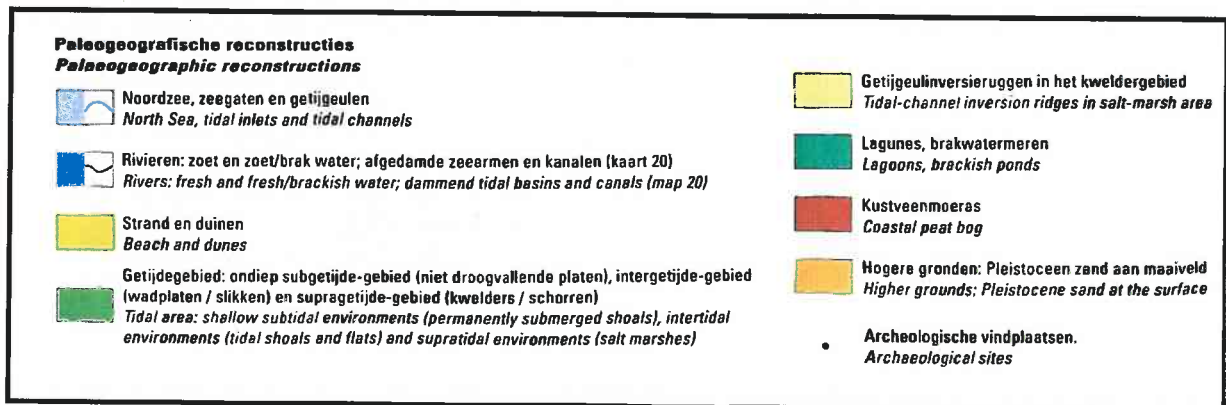 Paleogeografische reconstructies
Palaeogeographic reconstructions
Noordzee, zeegaten en getijgeulen
North Sea, tidal inlets and tidal channels
Rivieren: zoet en zoet/brak water; afgedamde zeearmen en kanalen (kaart 20)
Rivers: fresh and fresh/brackish water; dammend tidal basins and canals (map 20)
Strand en duinen
Beach and dunes
Getijdegebied: ondiep subgetijde-gebied (niet droogvallende platen), intergetijde-gebied
(wadplaten / slikken) en supragetijde-gebied (kwelders / schorren)
Tidal area: shallow subtidal environments (permanently submerged shoals), intertidal
environments (tidal shoals and flats) and supratidal environments (salt marshes)
Getijgeulinversieruggen in het kweldergebied
Tidal-channel inversion ridges in salt-marsh area
Lagunes, brakwatermeren
Lagoons, brackish ponds
Kustveenmoeras
Coastal peat bog
Hogere gronden: Pleistoceen zand aan maaiveld
Higher grounds; Pleistocene sand at the surface
Archeologische vindplaatsen.
Archaeological sites